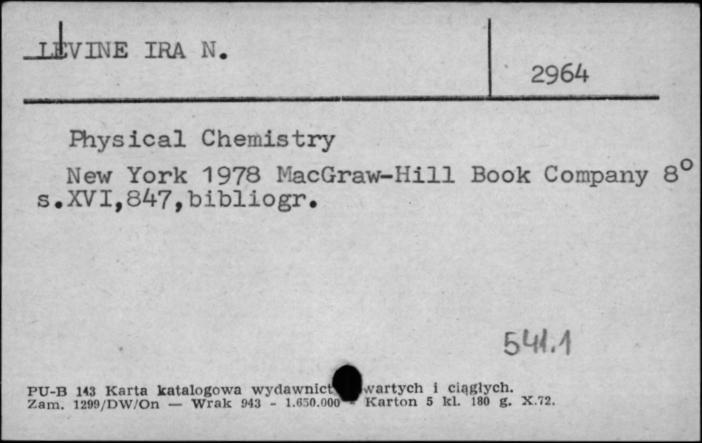 LEVINE IRA N.
2964
Physical Chemistry
New York 1978 MacGraw-Hill Book Company 8°
s.XVI,847,bibliogr.
541.1
PU-B 143 Karta katalogowa wydawnict wartych i ciągłych.
Zam. 1299/DW/On — Wrak 943 - 1.650.000 - Karton 5 kl. 180 g. X.72.